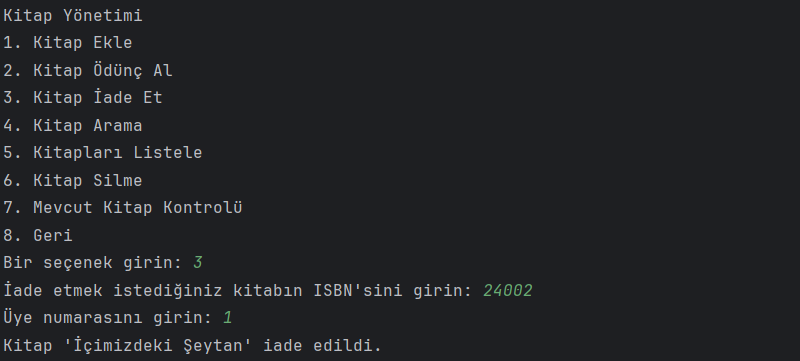 Kitap Yönetimi
1. Kitap Ekle
2. Kitap Ödünç Al
3. Kitap İade Et
4. Kitap Arama
5. Kitapları Listele
6. Kitap Silme
7. Mevcut Kitap Kontrolü
8. Geri
Bir seçenek girin: 3
İade etmek istediğiniz kitabın ISBN'sini girin: 24002
Üye numarasını girin: 1
Kitap 'İçimizdeki Şeytan' iade edildi.